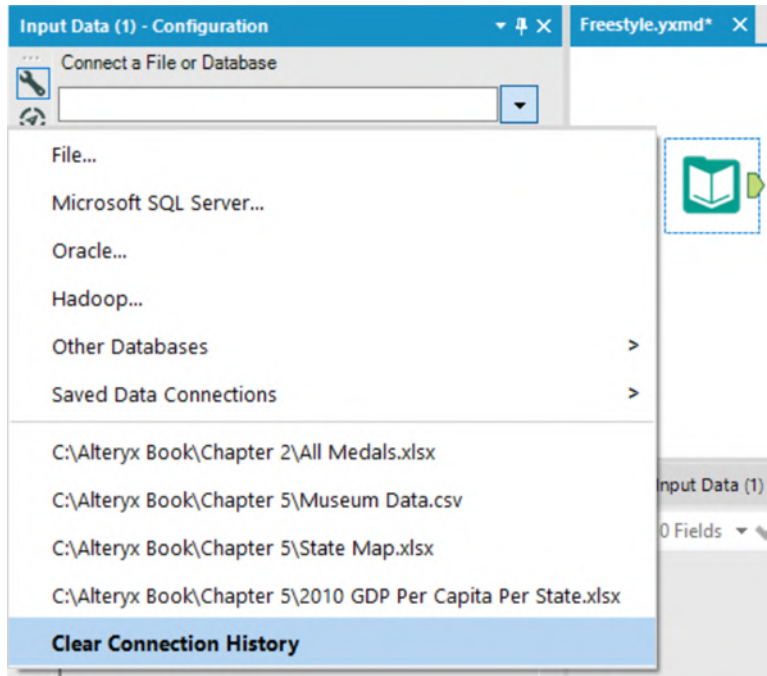 Input Data (1) - Configuration
Freestyle.yxmd*
Connect a File or Database
File...
Microsoft SQL Server...
Oracle...
Hadoop...
Other Databases >
Saved Data Connections >
C:\Alteryx Book\Chapter 2\All Medals.xlsx
C:\Alteryx Book\Chapter 5\Museum Data.csv
C:\Alteryx Book\Chapter 5\State Map.xlsx
C:\Alteryx Book\Chapter 5\2010 GDP Per Capita Per State.xlsx
Clear Connection History
Input Data (1)
0 Fields